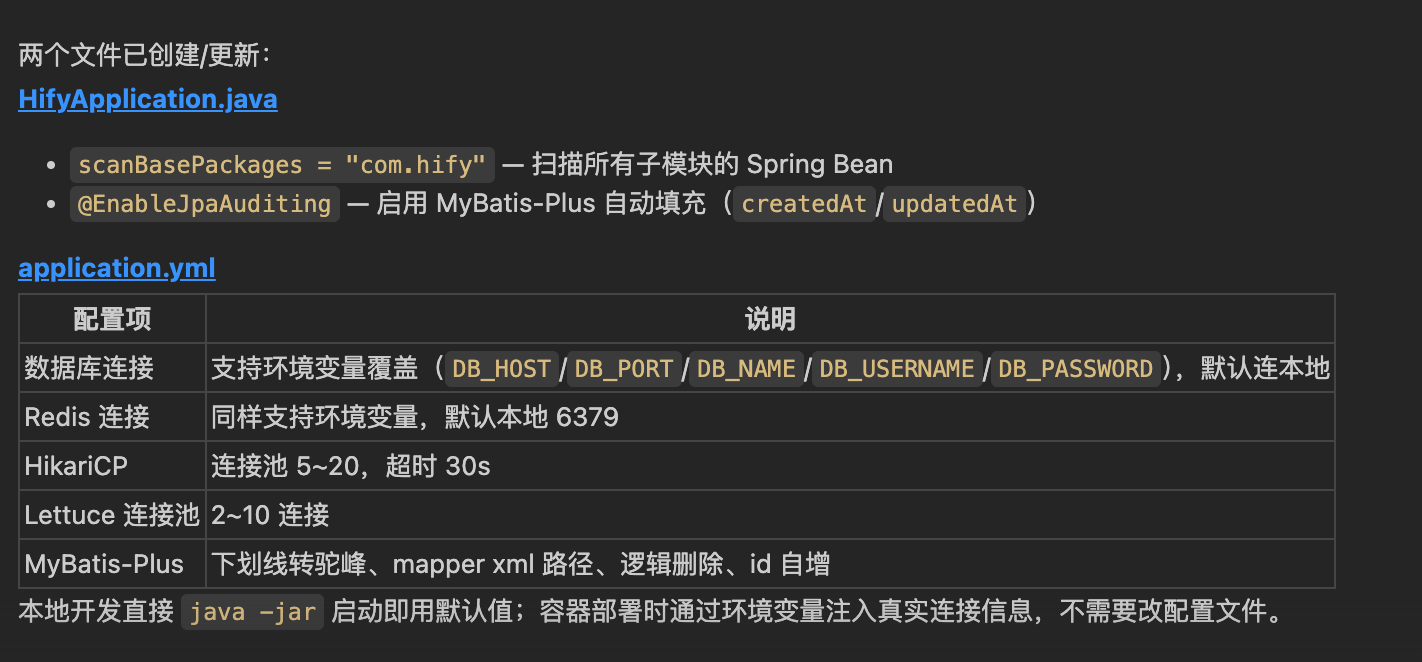 两个文件已创建/更新：
HifyApplication.java
• scanBasePackages = "com.hify" — 扫描所有子模块的 Spring Bean
• @EnableJpaAuditing — 启用 MyBatis-Plus 自动填充（createdAt/updatedAt）
application.yml
配置项 说明
数据库连接 支持环境变量覆盖（DB_HOST/DB_PORT/DB_NAME/DB_USERNAME/DB_PASSWORD），默认连本地
Redis 连接 同样支持环境变量，默认本地 6379
HikariCP 连接池 5~20，超时 30s
Lettuce 连接池 2~10 连接
MyBatis-Plus 下划线转驼峰、mapper xml 路径、逻辑删除、id 自增
本地开发直接 java -jar 启动即用默认值；容器部署时通过环境变量注入真实连接信息，不需要改配置文件。